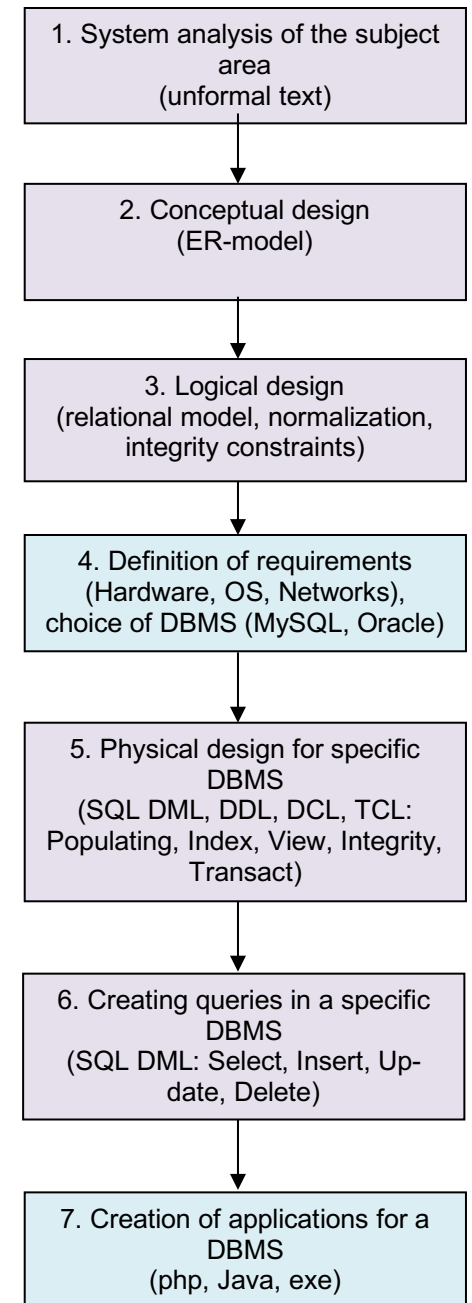 1. System analysis of the subject
area
(unformal text)
2. Conceptual design
(ER-model)
3. Logical design
(relational model, normalization,
integrity constraints)
4. Definition of requirements
(Hardware, OS, Networks),
choice of DBMS (MySQL, Oracle)
5. Physical design for specific
DBMS
(SQL DML, DDL, DCL, TCL:
Populating, Index, View, Integrity,
Transact)
6. Creating queries in a specific
DBMS
(SQL DML: Select, Insert, Up-
date, Delete)
7. Creation of applications for a
DBMS
(php, Java, exe)